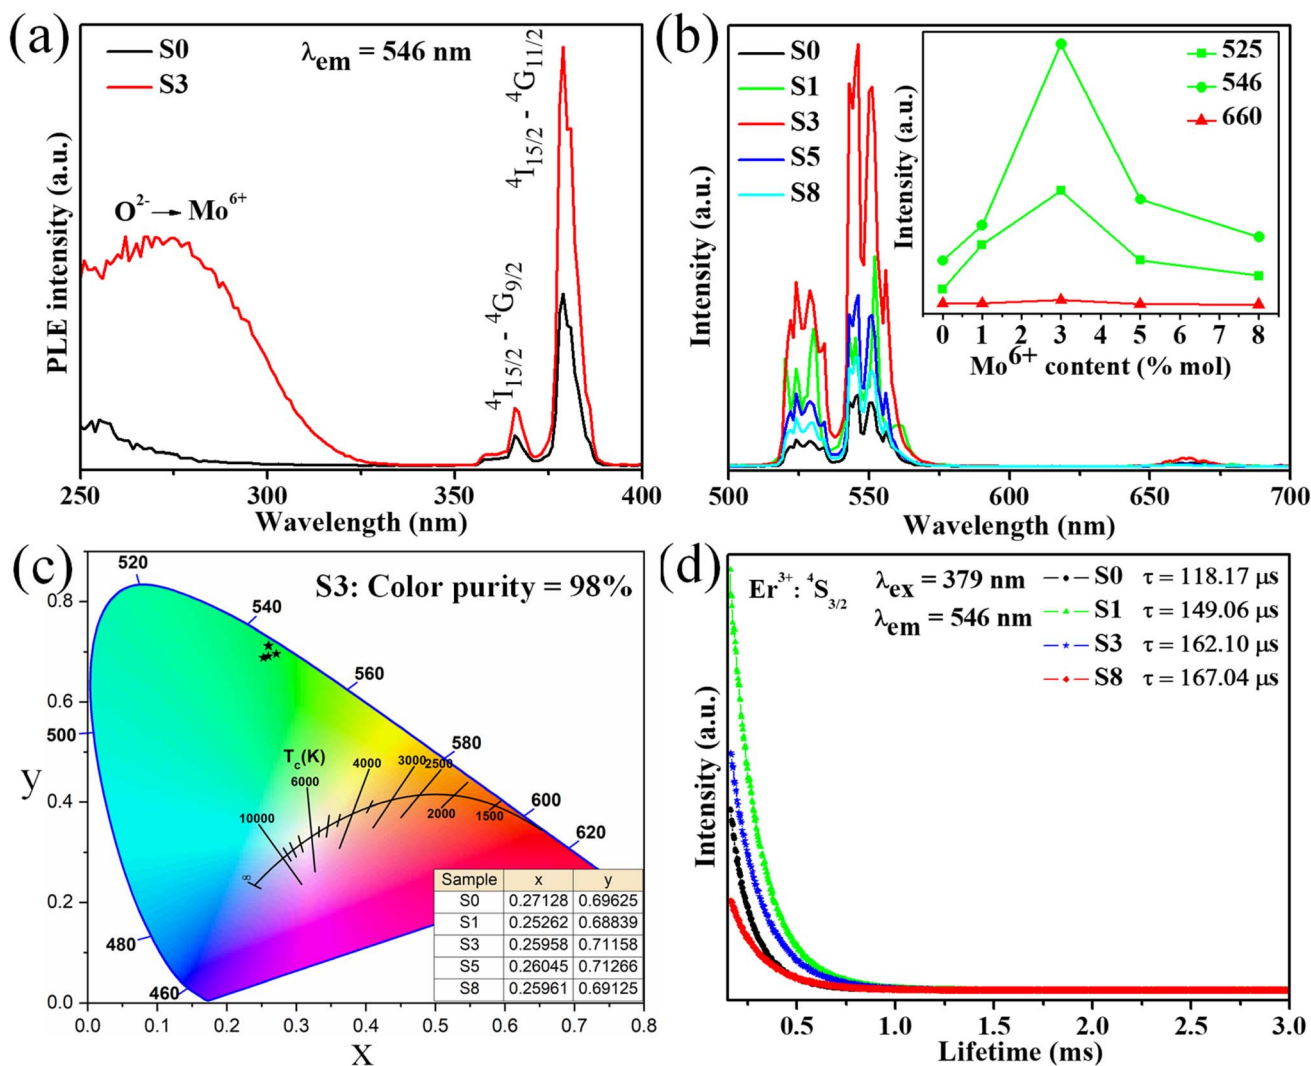 (a)
S0
S3
λem = 546 nm
O2- → Mo6+
4I15/2 - 4G9/2
4I15/2 - 4G11/2
PLE intensity (a.u.)
250 300 350 400
Wavelength (nm)
(b)
S0
S1
S3
S5
S8
Intensity (a.u.)
500 550 600 650 700
Wavelength (nm)
525
546
660
Intensity (a.u.)
0 1 2 3 4 5 6 7 8
Mo6+ content (% mol)
(c)
S3: Color purity = 98%
520
540
560
580
600
620
500
480
460
Tc(K)
∞
10000
6000
4000
3000
2500
2000
1500
0.8
0.6
0.4
0.2
0.0
y
0.0 0.1 0.2 0.3 0.4 0.5 0.6 0.7 0.8
X
Sample x y
S0 0.27128 0.69625
S1 0.25262 0.68839
S3 0.25958 0.71158
S5 0.26045 0.71266
S8 0.25961 0.69125
(d)
Er3+: 4S3/2
λex = 379 nm
λem = 546 nm
S0 τ = 118.17 μs
S1 τ = 149.06 μs
S3 τ = 162.10 μs
S8 τ = 167.04 μs
Intensity (a.u.)
0.5 1.0 1.5 2.0 2.5 3.0
Lifetime (ms)